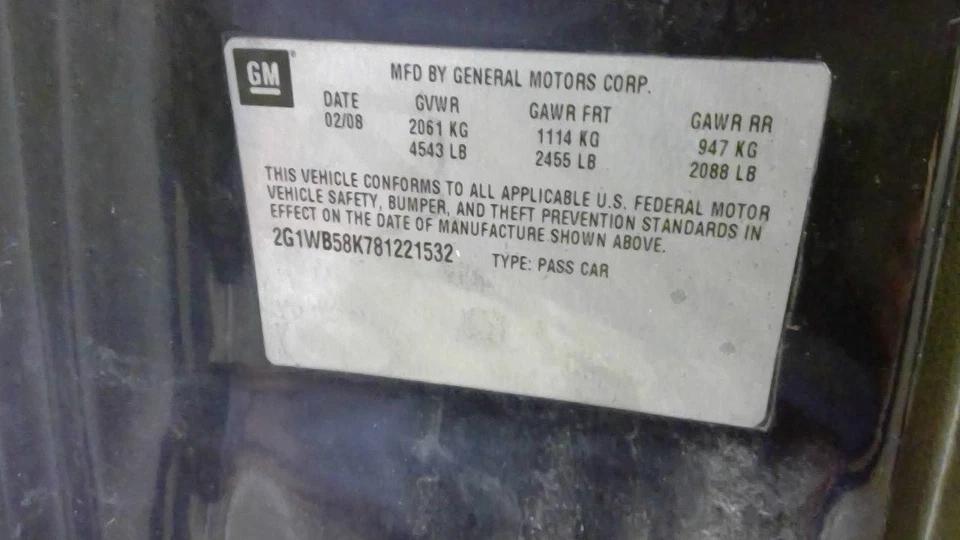 GM
MFD BY GENERAL MOTORS CORP.
DATE GVWR GAWR FRT GAWR RR
02/08 2061 KG 1114 KG 947 KG
4543 LB 2455 LB 2088 LB
THIS VEHICLE CONFORMS TO ALL APPLICABLE U.S. FEDERAL MOTOR
VEHICLE SAFETY, BUMPER, AND THEFT PREVENTION STANDARDS IN
EFFECT ON THE DATE OF MANUFACTURE SHOWN ABOVE.
2G1WB58K781221532 TYPE: PASS CAR